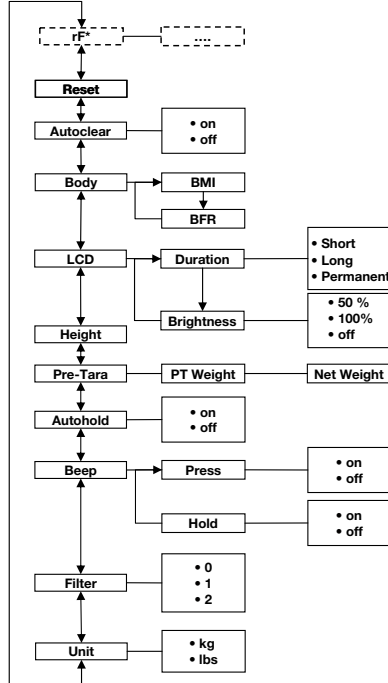 rF*
....
Reset
Autoclear
• on
• off
Body
BMI
BFR
LCD
Duration
• Short
• Long
• Permanent
Brightness
• 50 %
• 100%
• off
Height
Pre-Tara
PT Weight
Net Weight
Autohold
• on
• off
Beep
Press
• on
• off
Hold
• on
• off
Filter
• 0
• 1
• 2
Unit
• kg
• lbs